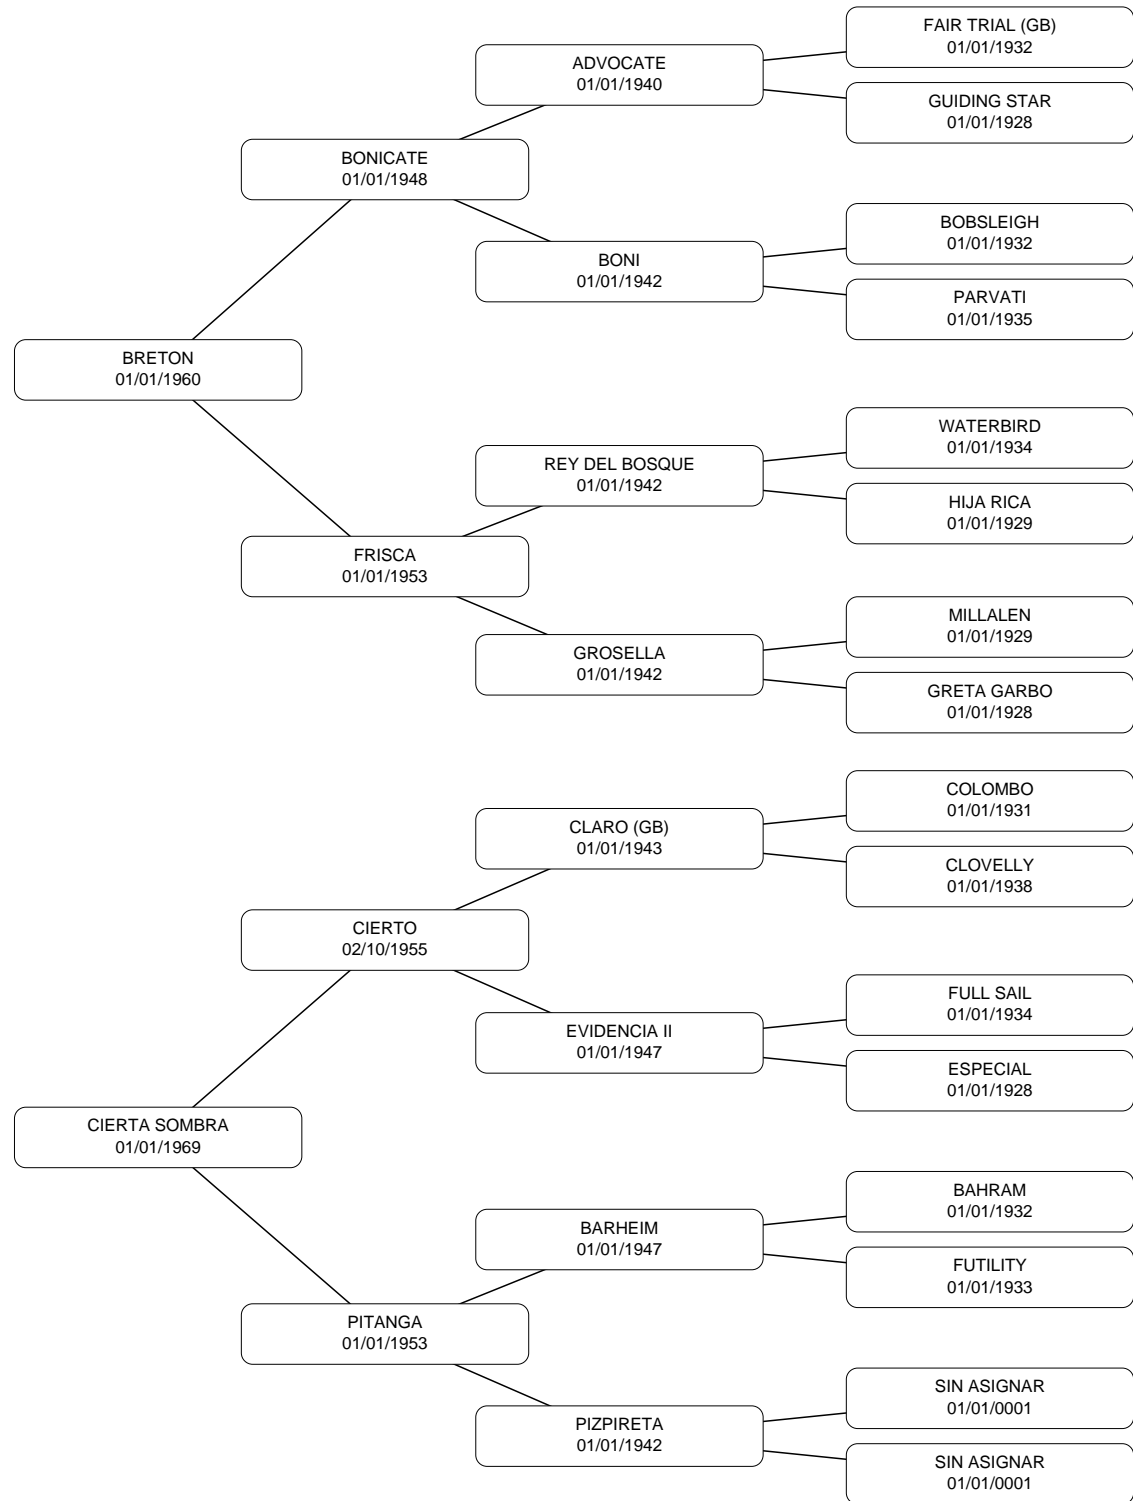 FAIR TRIAL (GB)
01/01/1932
ADVOCATE
01/01/1940
GUIDING STAR
01/01/1928
BONICATE
01/01/1948
BOBSLEIGH
01/01/1932
BONI
01/01/1942
PARVATI
01/01/1935
BRETON
01/01/1960
WATERBIRD
01/01/1934
REY DEL BOSQUE
01/01/1942
HIJA RICA
01/01/1929
FRISCA
01/01/1953
MILLALEN
01/01/1929
GROSELLA
01/01/1942
GRETA GARBO
01/01/1928
COLOMBO
01/01/1931
CLARO (GB)
01/01/1943
CLOVELLY
01/01/1938
CIERTO
02/10/1955
FULL SAIL
01/01/1934
EVIDENCIA II
01/01/1947
ESPECIAL
01/01/1928
CIERTA SOMBRA
01/01/1969
BAHRAM
01/01/1932
BARHEIM
01/01/1947
FUTILITY
01/01/1933
PITANGA
01/01/1953
SIN ASIGNAR
01/01/0001
PIZPIRETA
01/01/1942
SIN ASIGNAR
01/01/0001